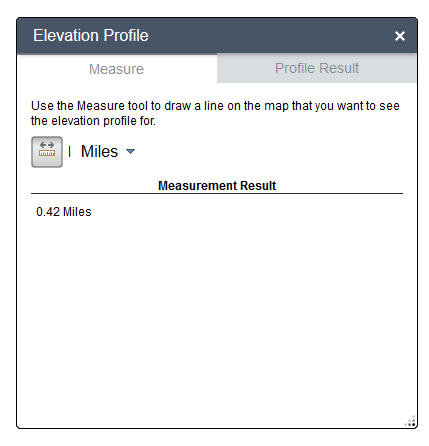 Elevation Profile
Measure
Profile Result
Use the Measure tool to draw a line on the map that you want to see
the elevation profile for.
Miles
Measurement Result
0.42 Miles